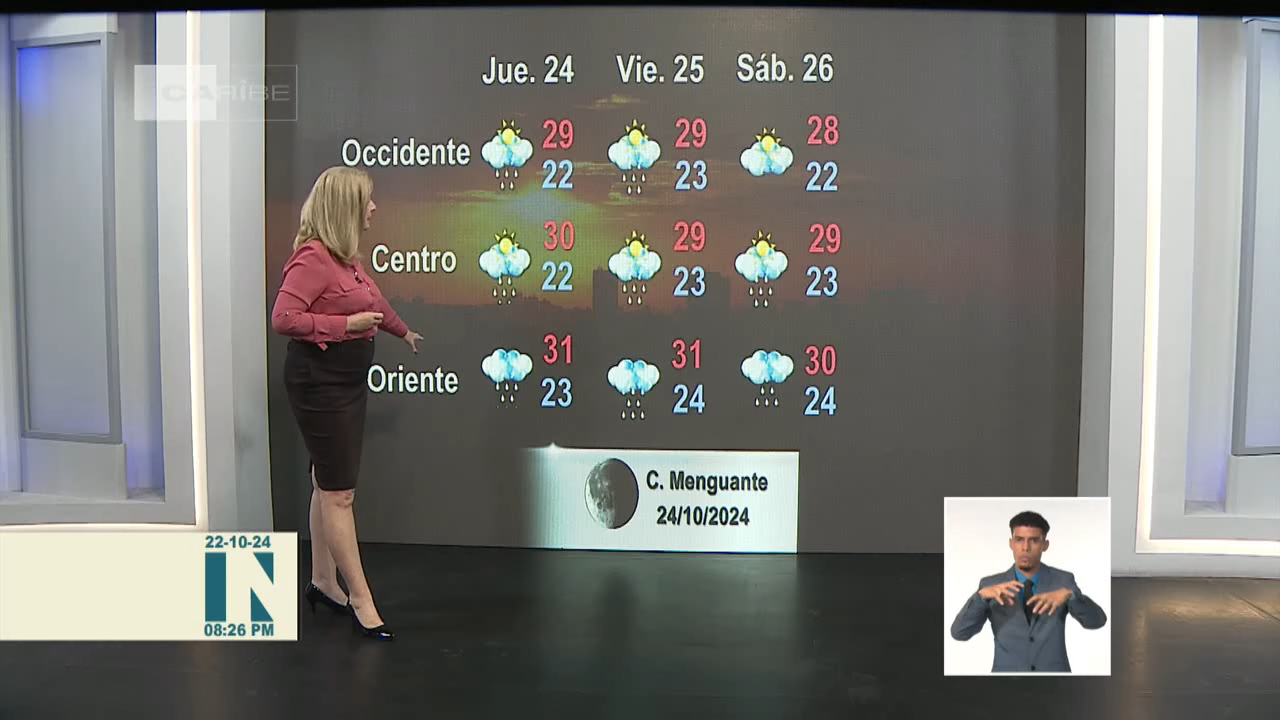 CARIBE
Jue. 24 Vie. 25 Sáb. 26
Occidente 29 29 28
22 23 22
Centro 30 29 29
22 23 23
Oriente 31 31 30
23 24 24
C. Menguante
24/10/2024
22-10-24
IN
08:26 PM